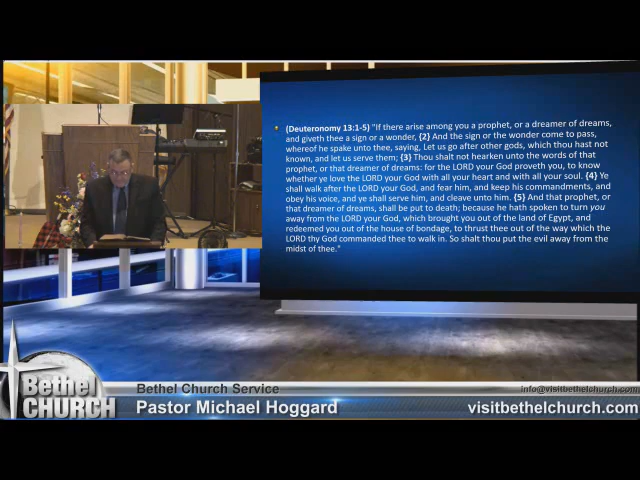 (Deuteronomy 13:1-5) "If there arise among you a prophet, or a dreamer of dreams,
and giveth thee a sign or a wonder, {2} And the sign or the wonder come to pass,
whereof he spake unto thee, saying, Let us go after other gods, which thou hast not
known, and let us serve them; {3} Thou shalt not hearken unto the words of that
prophet, or that dreamer of dreams: for the LORD your God proveth you, to know
whether ye love the LORD your God with all your heart and with all your soul. {4} Ye
shall walk after the LORD your God, and fear him, and keep his commandments, and
obey his voice, and ye shall serve him, and cleave unto him. {5} And that prophet, or
that dreamer of dreams, shall be put to death; because he hath spoken to turn you
away from the LORD your God, which brought you out of the land of Egypt, and
redeemed you out of the house of bondage, to thrust thee out of the way which the
LORD thy God commanded thee to walk in. So shalt thou put the evil away from the
midst of thee."
Bethel
CHURCH
Bethel Church Service
info@visitbethelchurch.com
Pastor Michael Hoggard
visitbethelchurch.com